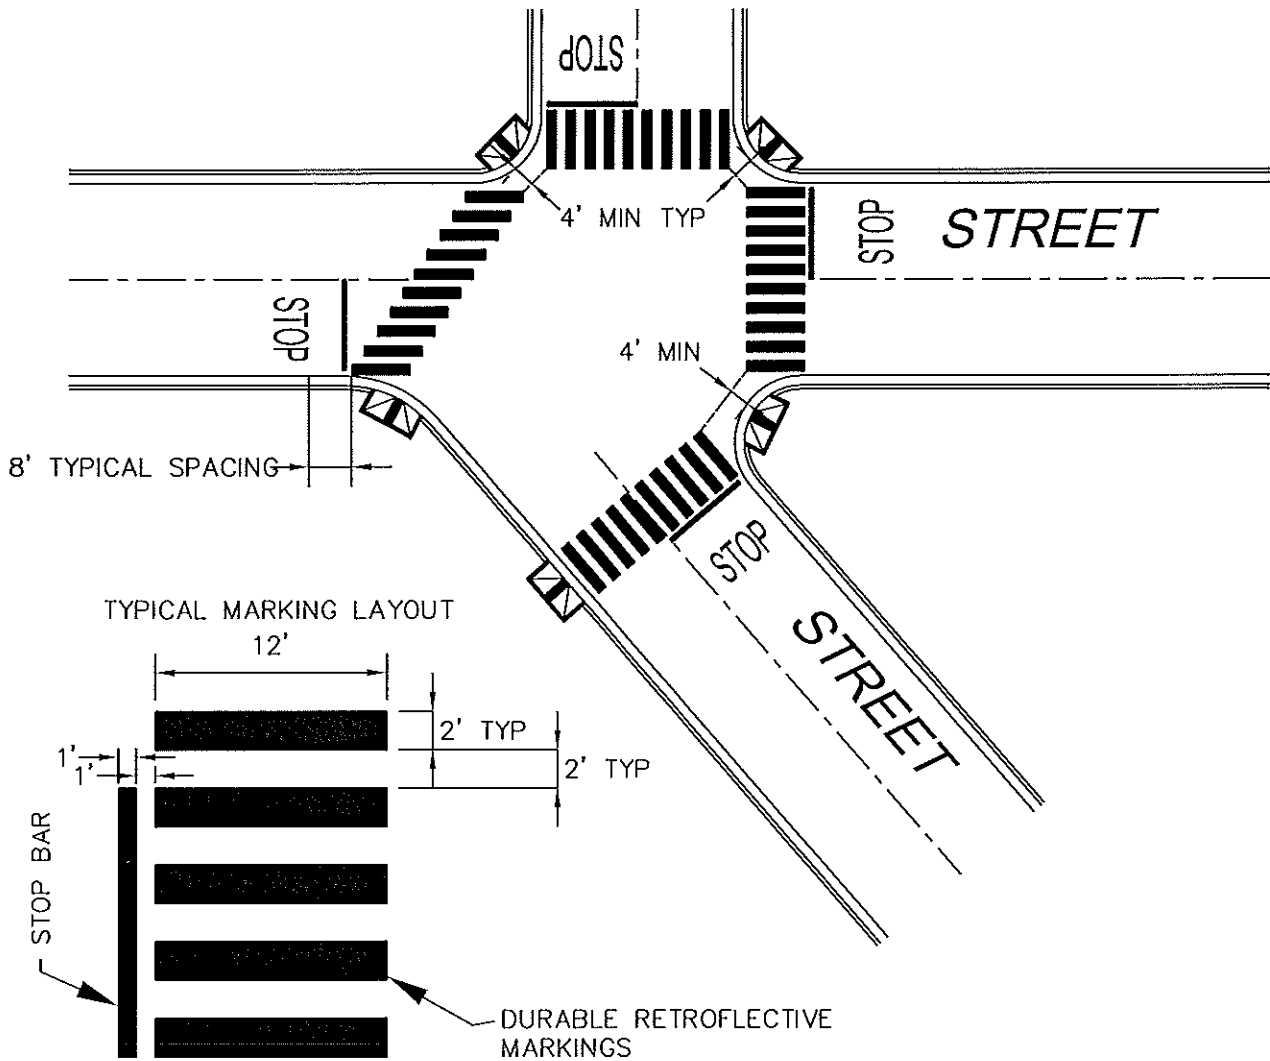 STOP
4' MIN TYP
STOP
STREET
STOP
4' MIN
8' TYPICAL SPACING
STOP
STREET
TYPICAL MARKING LAYOUT
12'
2' TYP
2' TYP
1'
1'
STOP BAR
DURABLE RETROFLECTIVE
MARKINGS